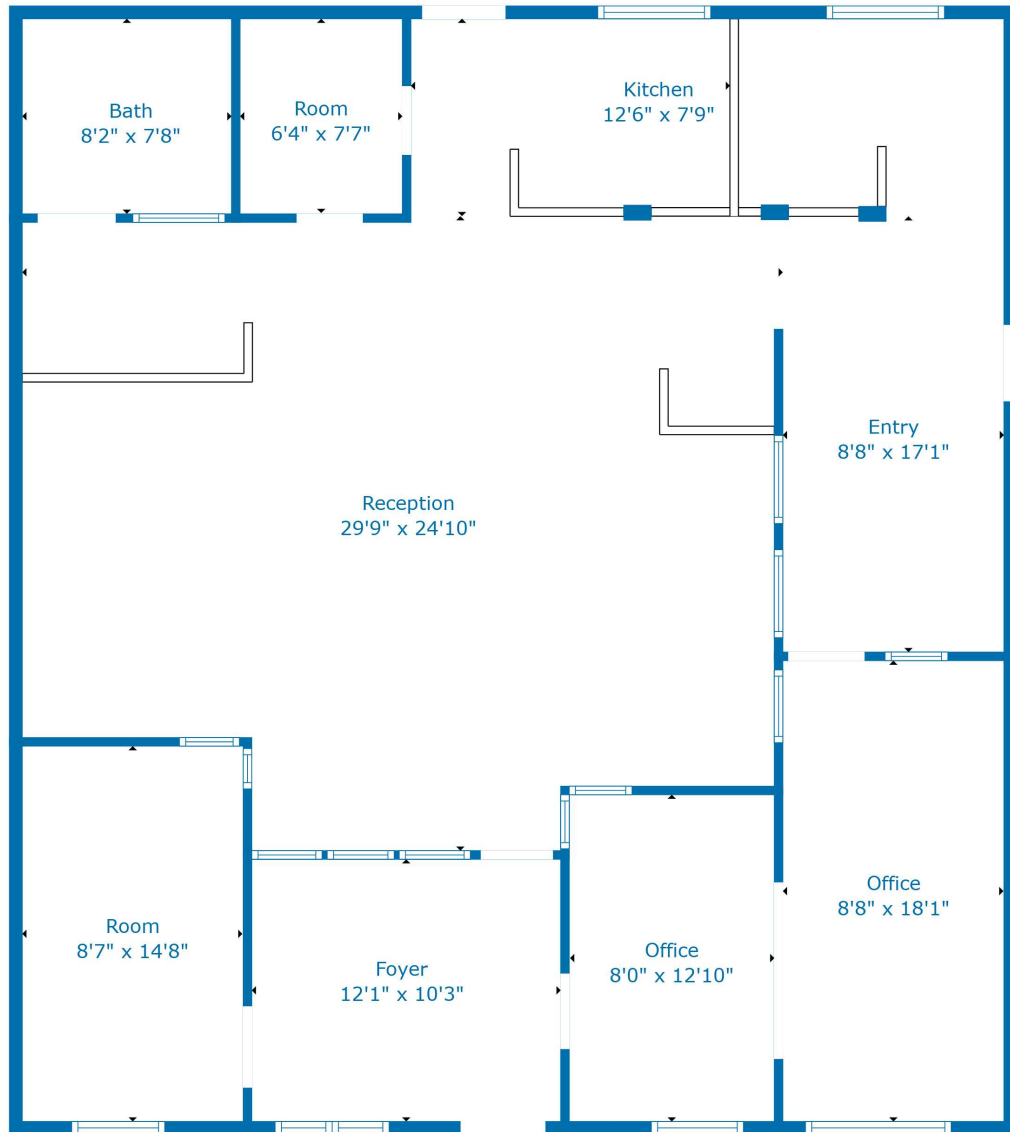 Bath
8'2" x 7'8"
Room
6'4" x 7'7"
Kitchen
12'6" x 7'9"
Entry
8'8" x 17'1"
Reception
29'9" x 24'10"
Room
8'7" x 14'8"
Foyer
12'1" x 10'3"
Office
8'0" x 12'10"
Office
8'8" x 18'1"